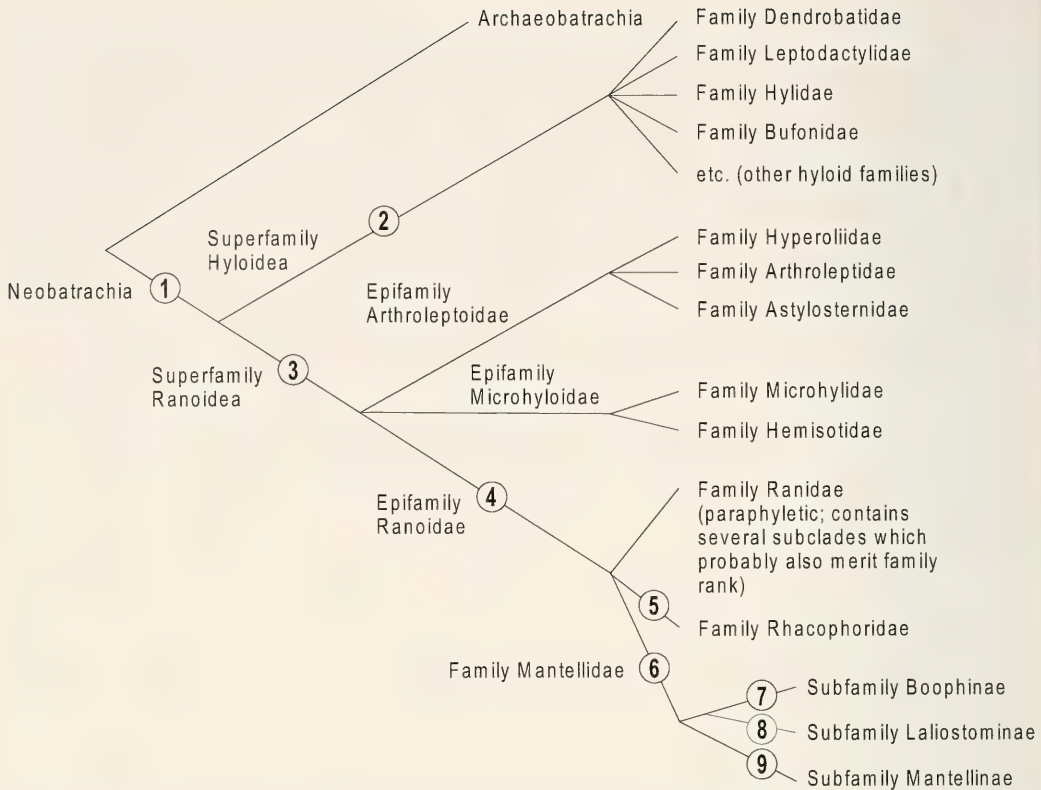 Archaeobatrachia
Family Dendrobatidae
Family Leptodactylidae
Family Hylidae
Family Bufonidae
etc. (other hyloid families)
2
Superfamily
Hyloidea
Neobatrachia
1
Epifamily
Arthroleptoidae
Family Hyperoliidae
Family Arthroleptidae
Family Astylosternidae
Superfamily
Ranoidea
3
Epifamily
Microhyloidae
Family Microhylidae
Family Hemisotidae
Epifamily
Ranoidae
4
Family Ranidae
(paraphyletic; contains
several subclades which
probably also merit family
rank)
5
Family Rhacophoridae
Family Mantellidae
6
7
Subfamily Boophinae
8
Subfamily Laliostominae
9
Subfamily Mantellinae